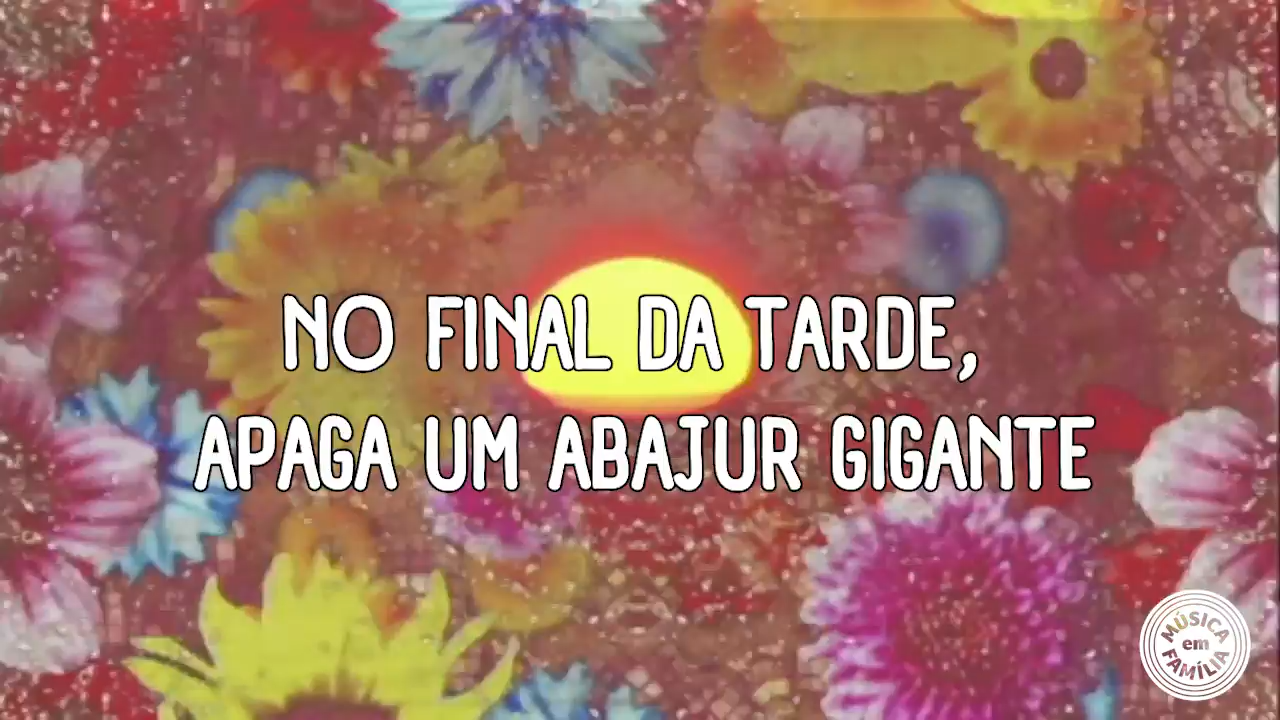 NO FINAL DA TARDE,
APAGA UM ABAJUR GIGANTE
MÚSICA
em
FAMÍLIA